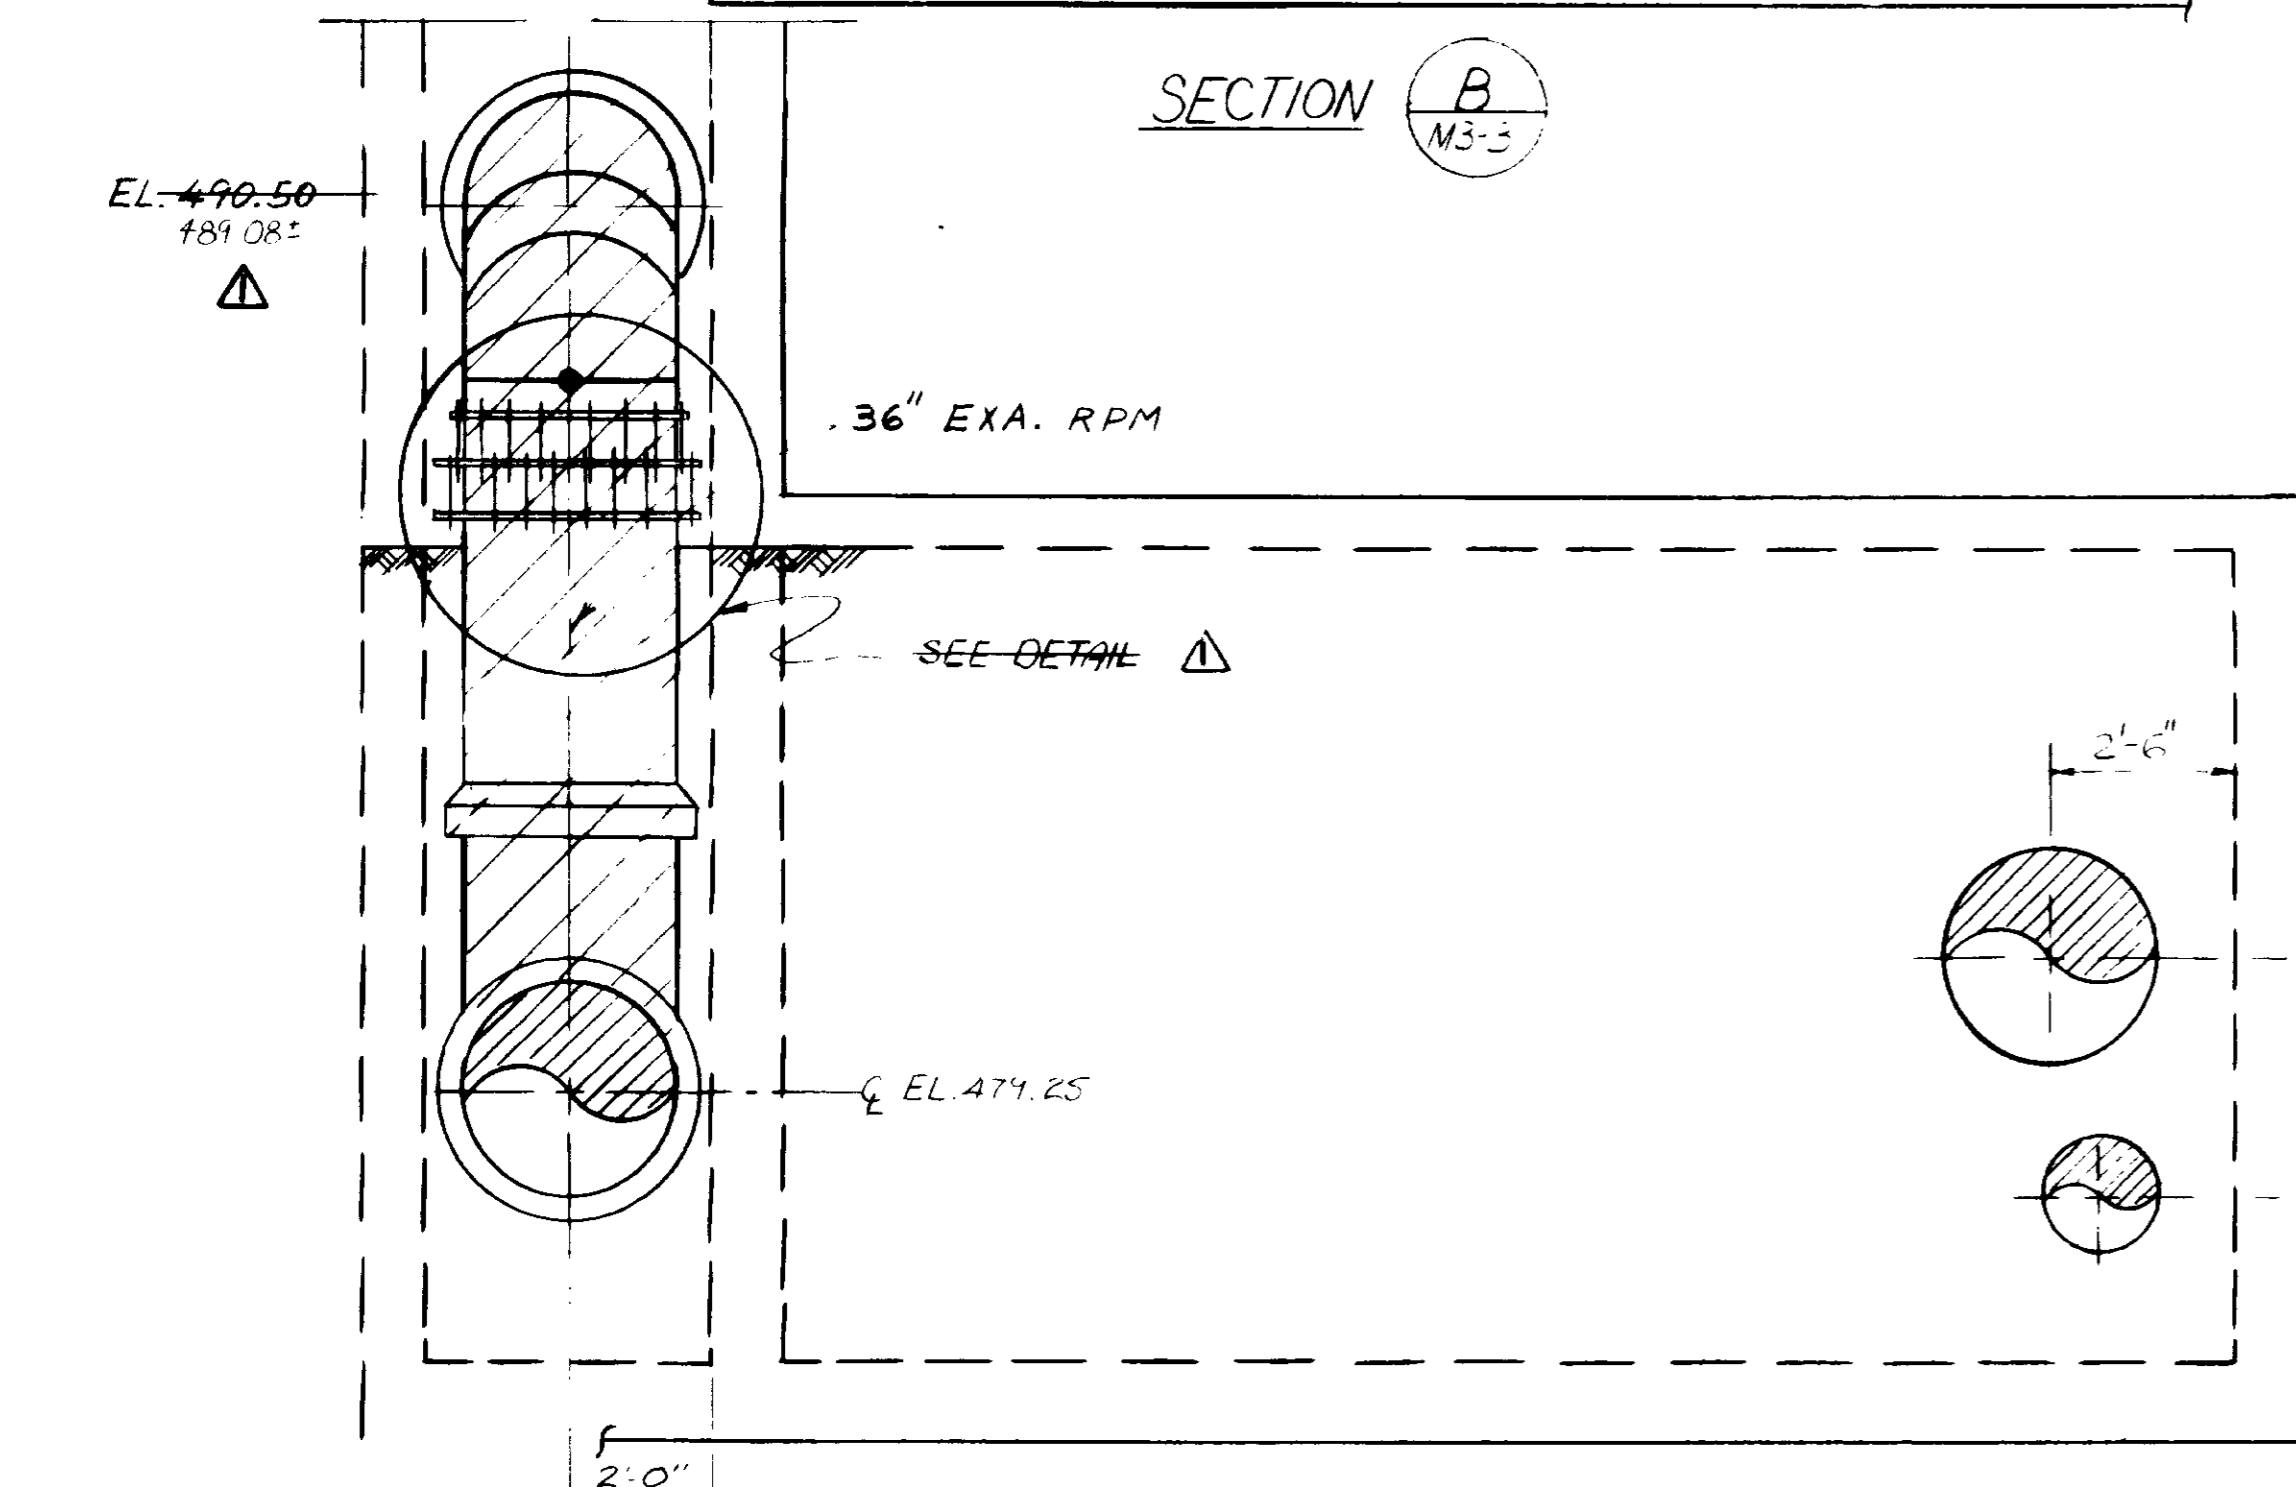 SECTION B
M3-3
EL. 490.50
489.08±
1
36" EXA. RPM
SEE DETAIL 1
2'-6"
℄ EL. 479.25
2'-0"